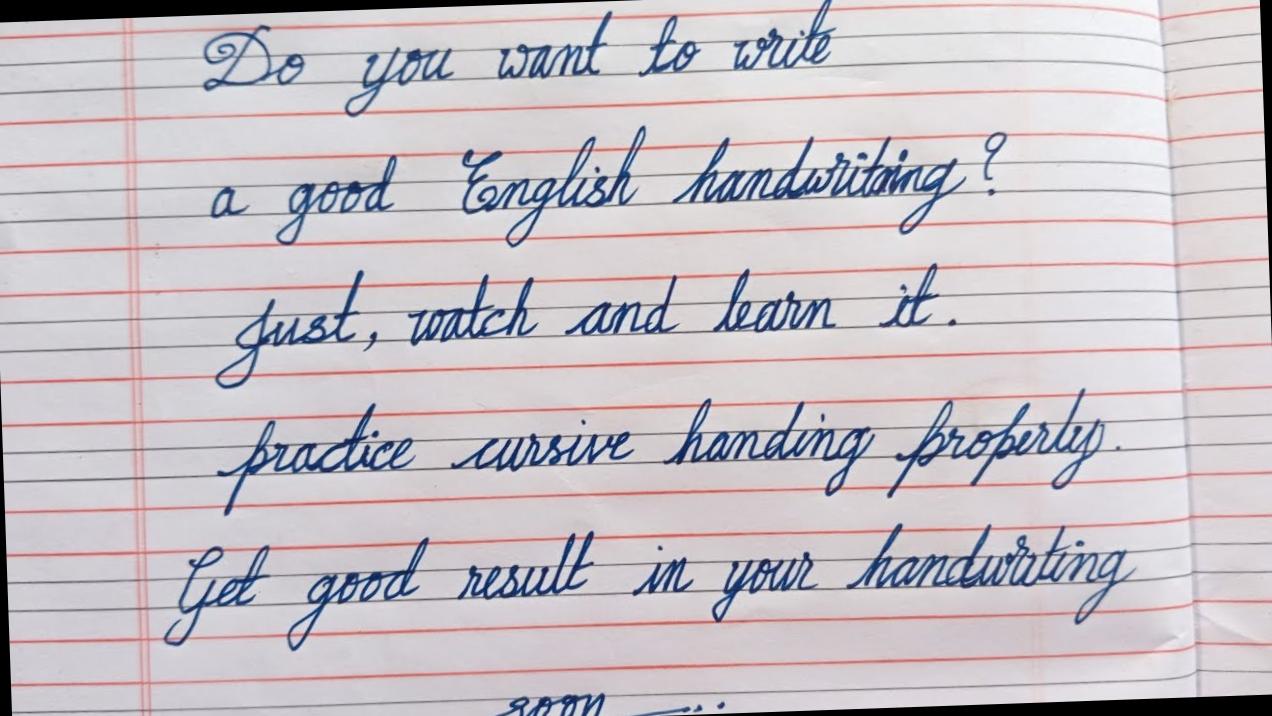 Do you want to write
a good English handwriting?
Just, watch and learn it.
practice cursive handing properly.
Get good result in your handwriting
soon ...